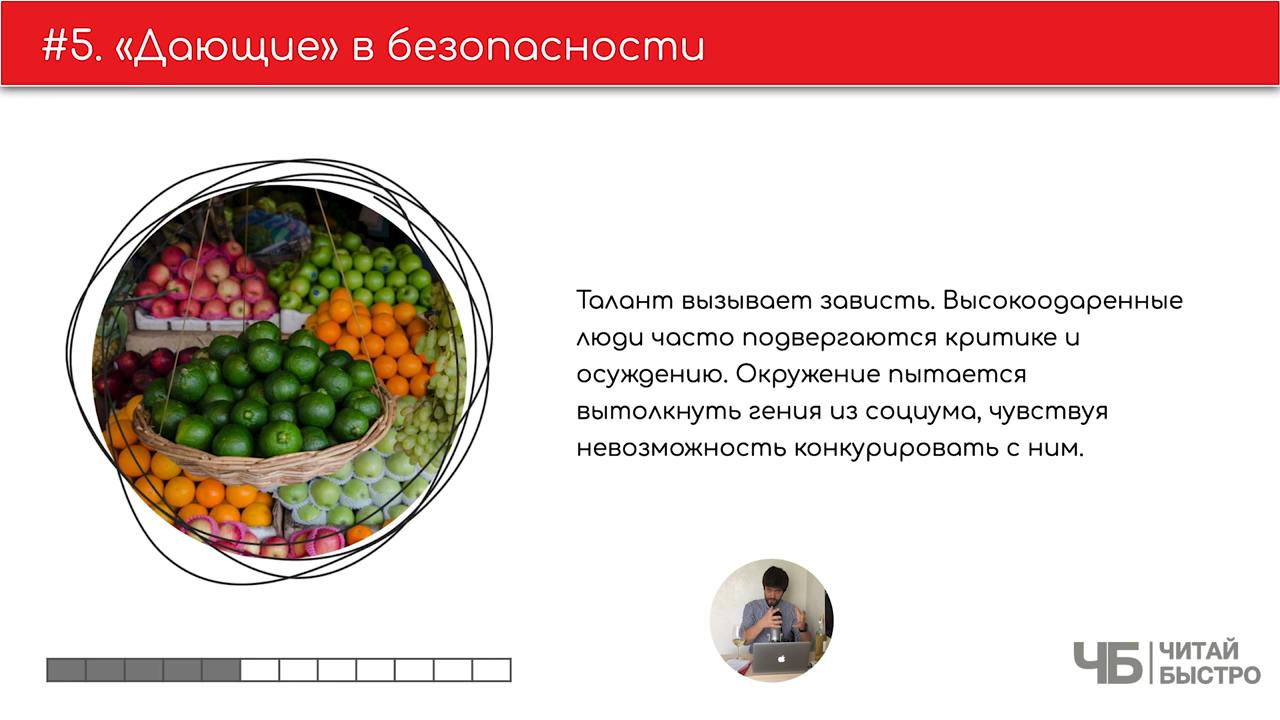 #5. «Дающие» в безопасности
Талант вызывает зависть. Высокоодаренные
люди часто подвергаются критике и
осуждению. Окружение пытается
вытолкнуть гения из социума, чувствуя
невозможность конкурировать с ним.
ЧБ ЧИТАЙ
БЫСТРО